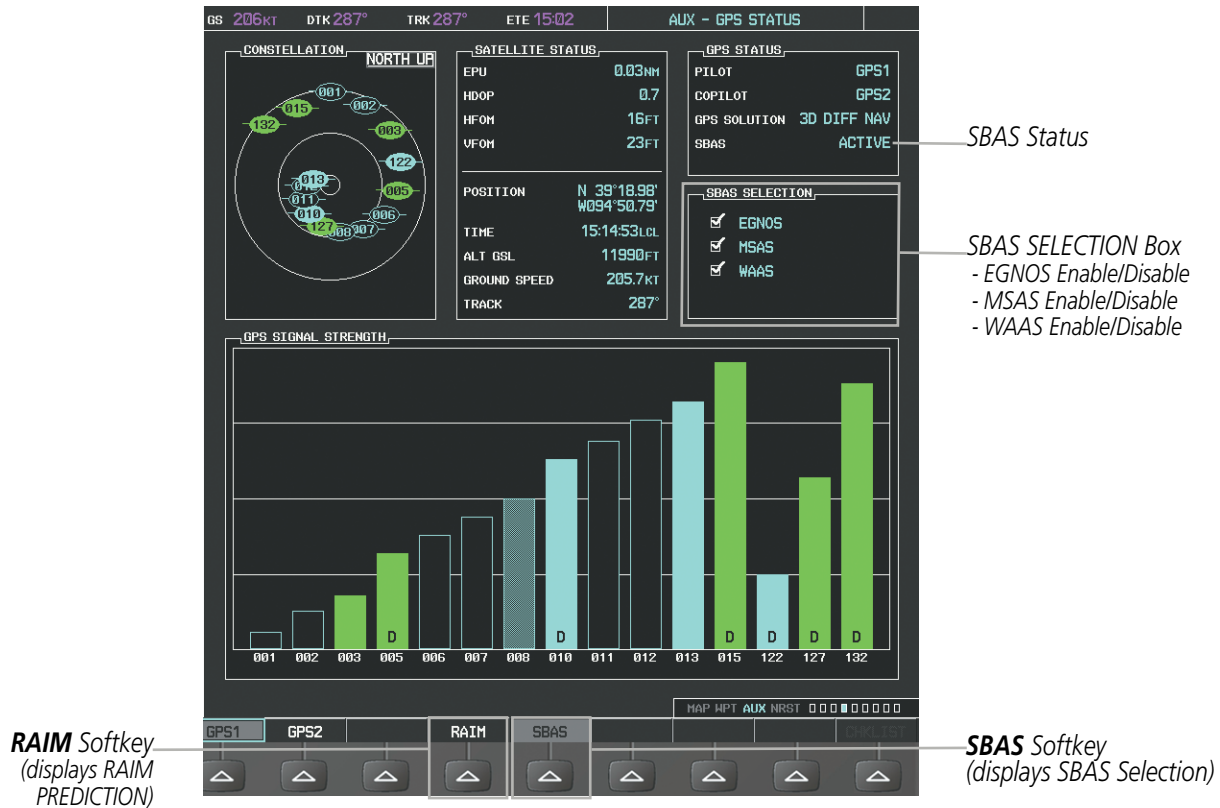 GS 206KT DTK 287° TRK 287° ETE 15:02 AUX - GPS STATUS
CONSTELLATION
NORTH UP
001
002
015
132
003
122
013
005
011
010
006
127
008
007
SATELLITE STATUS
EPU 0.03NM
HDOP 0.7
HFOM 16FT
VFOM 23FT
POSITION N 39°18.98'
W094°50.79'
TIME 15:14:53LCL
ALT GSL 11990FT
GROUND SPEED 205.7KT
TRACK 287°
GPS STATUS
PILOT GPS1
COPILOT GPS2
GPS SOLUTION 3D DIFF NAV
SBAS ACTIVE
SBAS Status
SBAS SELECTION
EGNOS
MSAS
WAAS
SBAS SELECTION Box
- EGNOS Enable/Disable
- MSAS Enable/Disable
- WAAS Enable/Disable
GPS SIGNAL STRENGTH
D D D D D D
001 002 003 005 006 007 008 010 011 012 013 015 122 127 132
MAP WPT AUX NRST
GPS1 GPS2 RAIM SBAS CHKLIST
RAIM Softkey
(displays RAIM
PREDICTION)
SBAS Softkey
(displays SBAS Selection)